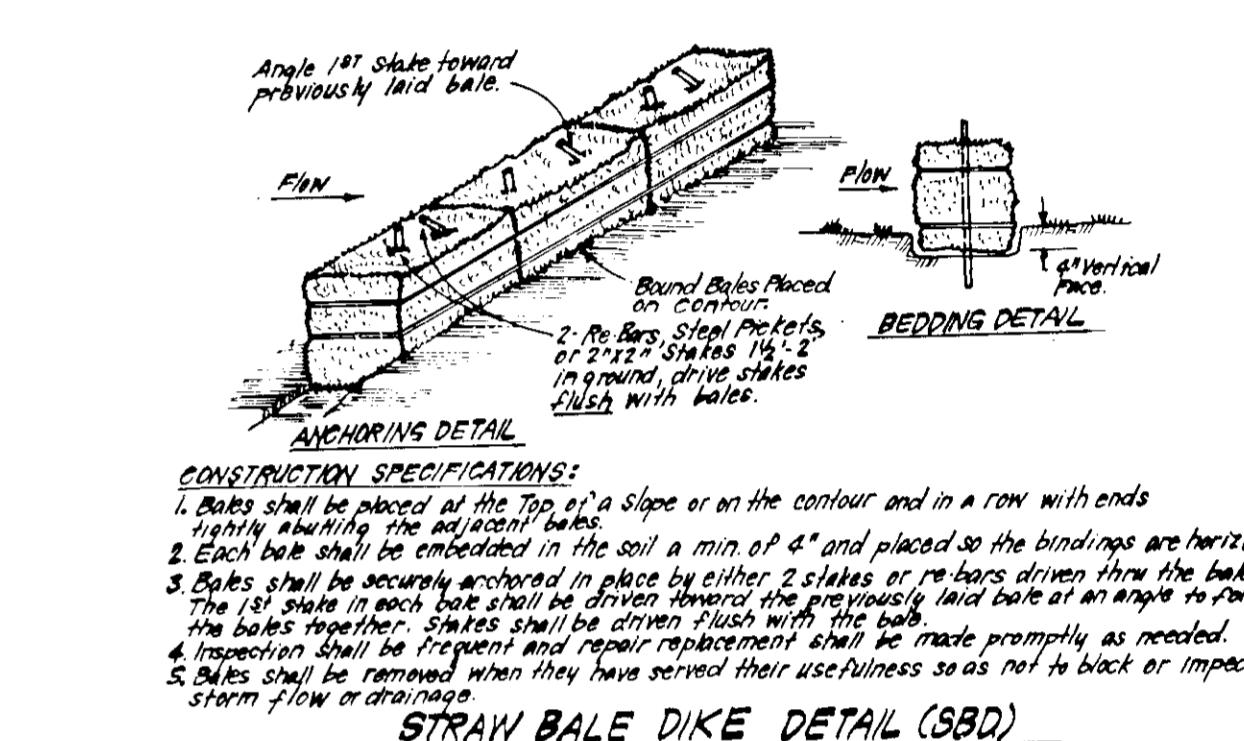 Angle 1ST Stake toward
previously laid bale.
Flow
Flow
4" Vertical
Face.
BEDDING DETAIL
Bound Bales Placed
on contour.
2-Re-Bars, Steel Pickets,
or 2"x2" Stakes 1½'-2'
in ground, drive stakes
flush with bales.
ANCHORING DETAIL
CONSTRUCTION SPECIFICATIONS:
1. Bales shall be placed at the Top of a slope or on the contour and in a row with ends
tightly abutting the adjacent bales.
2. Each bale shall be embedded in the soil a min. of 4" and placed so the bindings are horiz
3. Bales shall be securely anchored in place by either 2 stakes or re-bars driven thru the bal
The 1st stake in each bale shall be driven toward the previously laid bale at an angle to fo
the bales together. Stakes shall be driven flush with the bale.
4. Inspection shall be frequent and repair replacement shall be made promptly as needed.
5. Bales shall be removed when they have served their usefulness so as not to block or impe
storm flow or drainage.
STRAW BALE DIKE DETAIL (SBD)